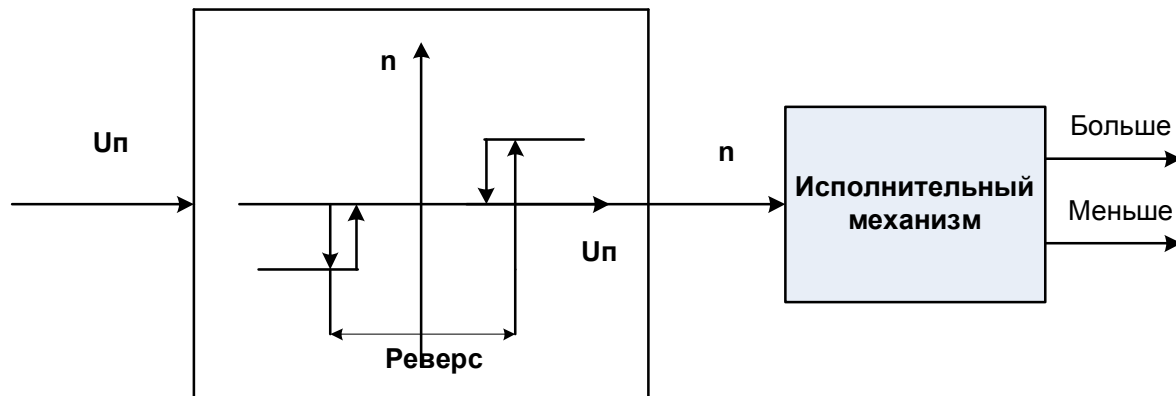 n
Uп
n
Больше
Исполнительный
механизм
Меньше
Uп
Реверс